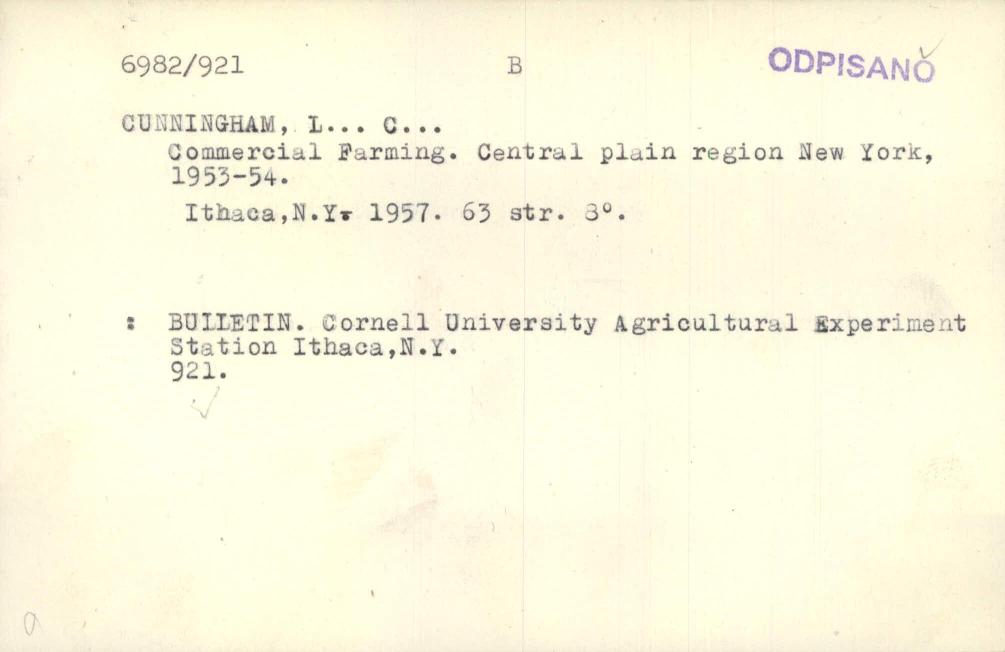 6982/921 B ODPISANO
CUNNINGHAM, L... C...
Commercial Farming. Central plain region New York,
1953-54.
Ithaca,N.Y. 1957. 63 str. 8°.
: BULLETIN. Cornell University Agricultural Experiment
Station Ithaca,N.Y.
921.